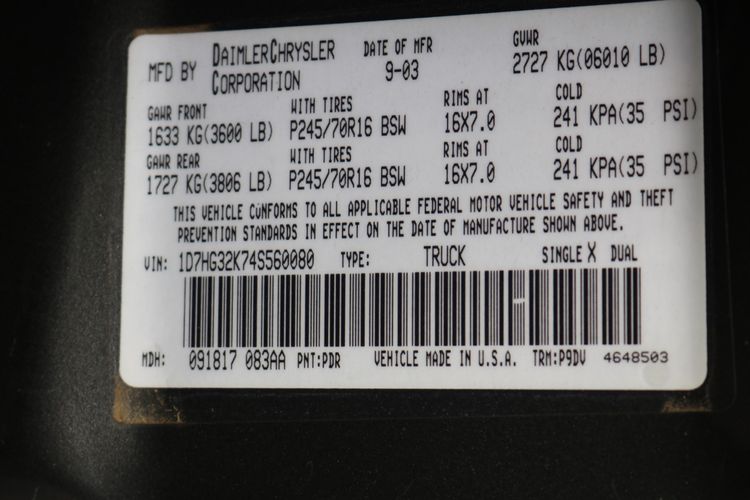 MFD BY DAIMLERCHRYSLER CORPORATION DATE OF MFR 9-03 GVWR 2727 KG(06010 LB)
GAWR FRONT WITH TIRES RIMS AT COLD
1633 KG(3600 LB) P245/70R16 BSW 16X7.0 241 KPA(35 PSI)
GAWR REAR WITH TIRES RIMS AT COLD
1727 KG(3806 LB) P245/70R16 BSW 16X7.0 241 KPA(35 PSI)
THIS VEHICLE CONFORMS TO ALL APPLICABLE FEDERAL MOTOR VEHICLE SAFETY AND THEFT
PREVENTION STANDARDS IN EFFECT ON THE DATE OF MANUFACTURE SHOWN ABOVE.
VIN: 1D7HG32K74S560080 TYPE: TRUCK SINGLE X DUAL
MDH: 091817 083AA PNT:PDR VEHICLE MADE IN U.S.A. TRM:P9DV 4648503